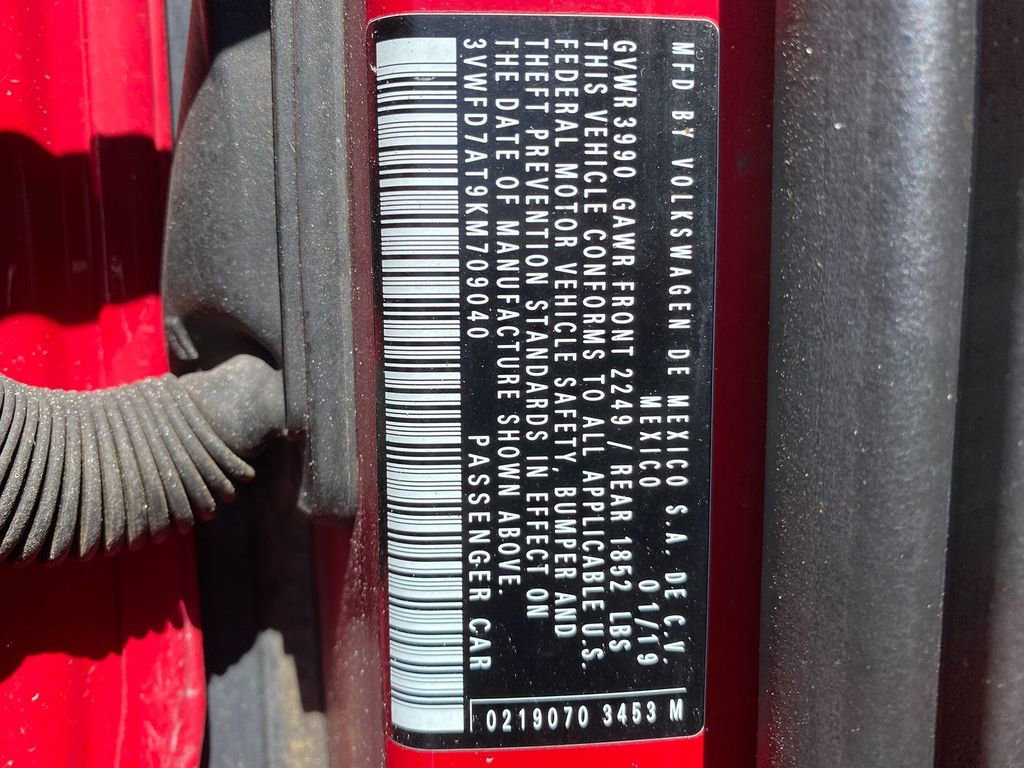 MFD BY VOLKSWAGEN DE MEXICO S.A. DE C.V.
MEXICO 01/19
GVWR 3990 GAWR FRONT 2249 / REAR 1852 LBS
THIS VEHICLE CONFORMS TO ALL APPLICABLE U.S.
FEDERAL MOTOR VEHICLE SAFETY, BUMPER AND
THEFT PREVENTION STANDARDS IN EFFECT ON
THE DATE OF MANUFACTURE SHOWN ABOVE.
3VWFD7AT9KM709040 PASSENGER CAR
0219070 3453 M